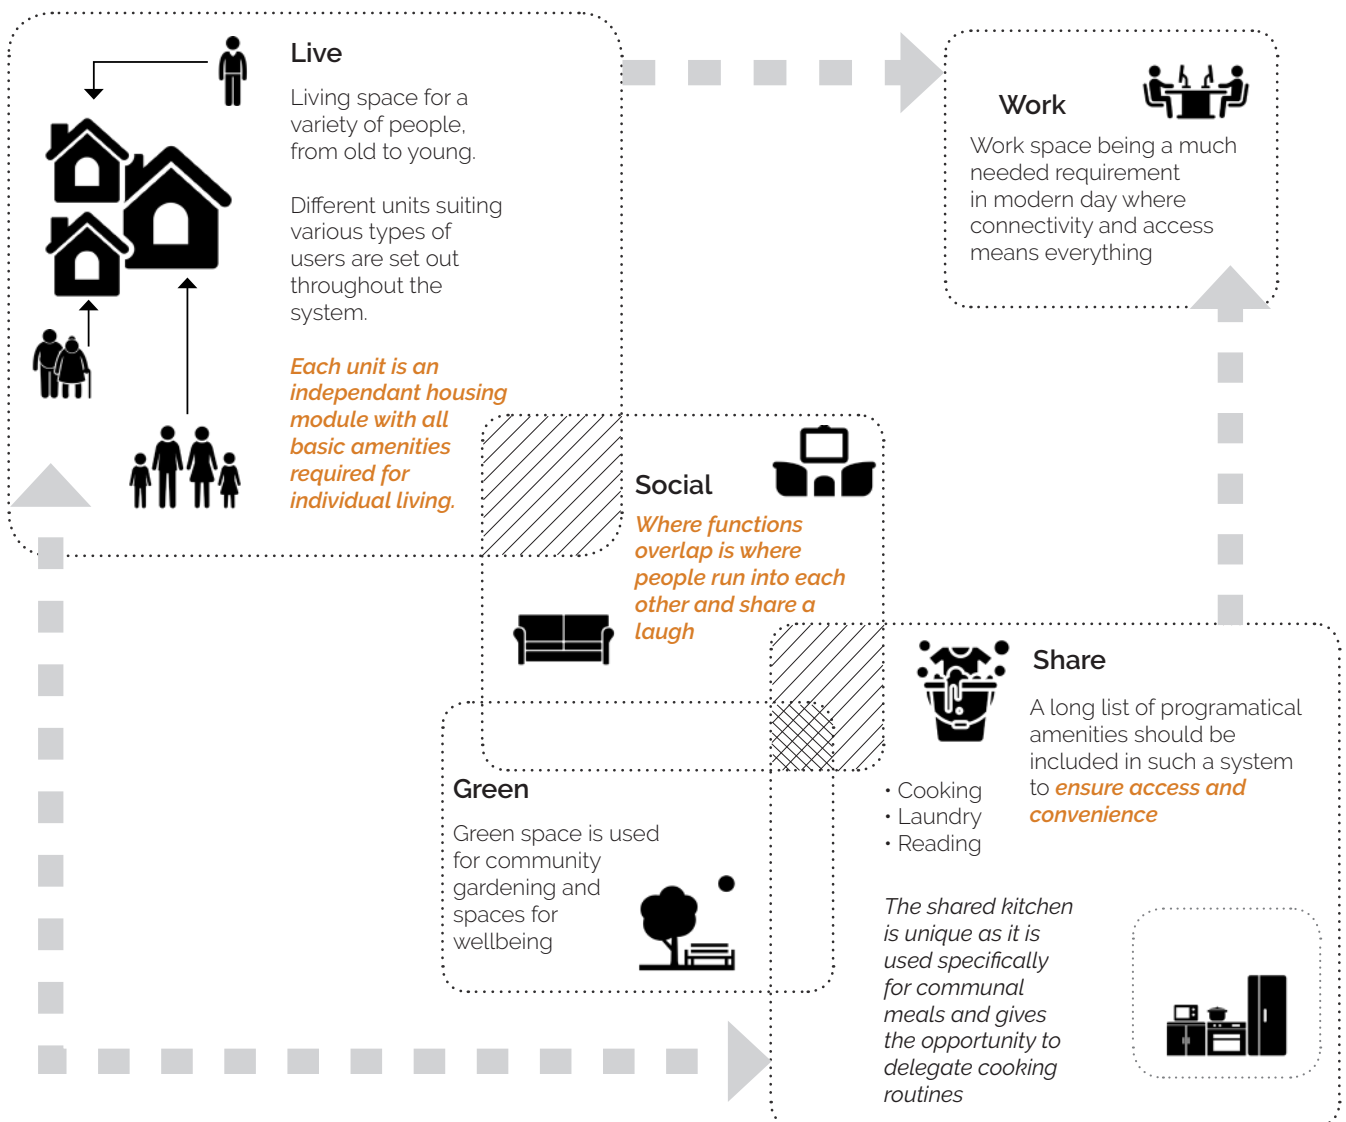 Live
Living space for a
variety of people,
from old to young.
Different units suiting
various types of
users are set out
throughout the
system.
Each unit is an
independant housing
module with all
basic amenities
required for
individual living.
Work
Work space being a much
needed requirement
in modern day where
connectivity and access
means everything
Social
Where functions
overlap is where
people run into each
other and share a
laugh
Share
A long list of programatical
amenities should be
included in such a system
to ensure access and
convenience
• Cooking
• Laundry
• Reading
The shared kitchen
is unique as it is
used specifically
for communal
meals and gives
the opportunity to
delegate cooking
routines
Green
Green space is used
for community
gardening and
spaces for
wellbeing